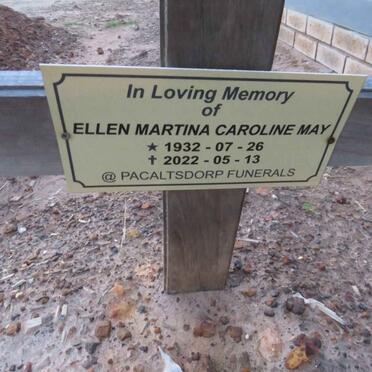 In Loving Memory
of
ELLEN MARTINA CAROLINE MAY
★ 1932 - 07 - 26
✝ 2022 - 05 - 13
@ PACALTSDORP FUNERALS